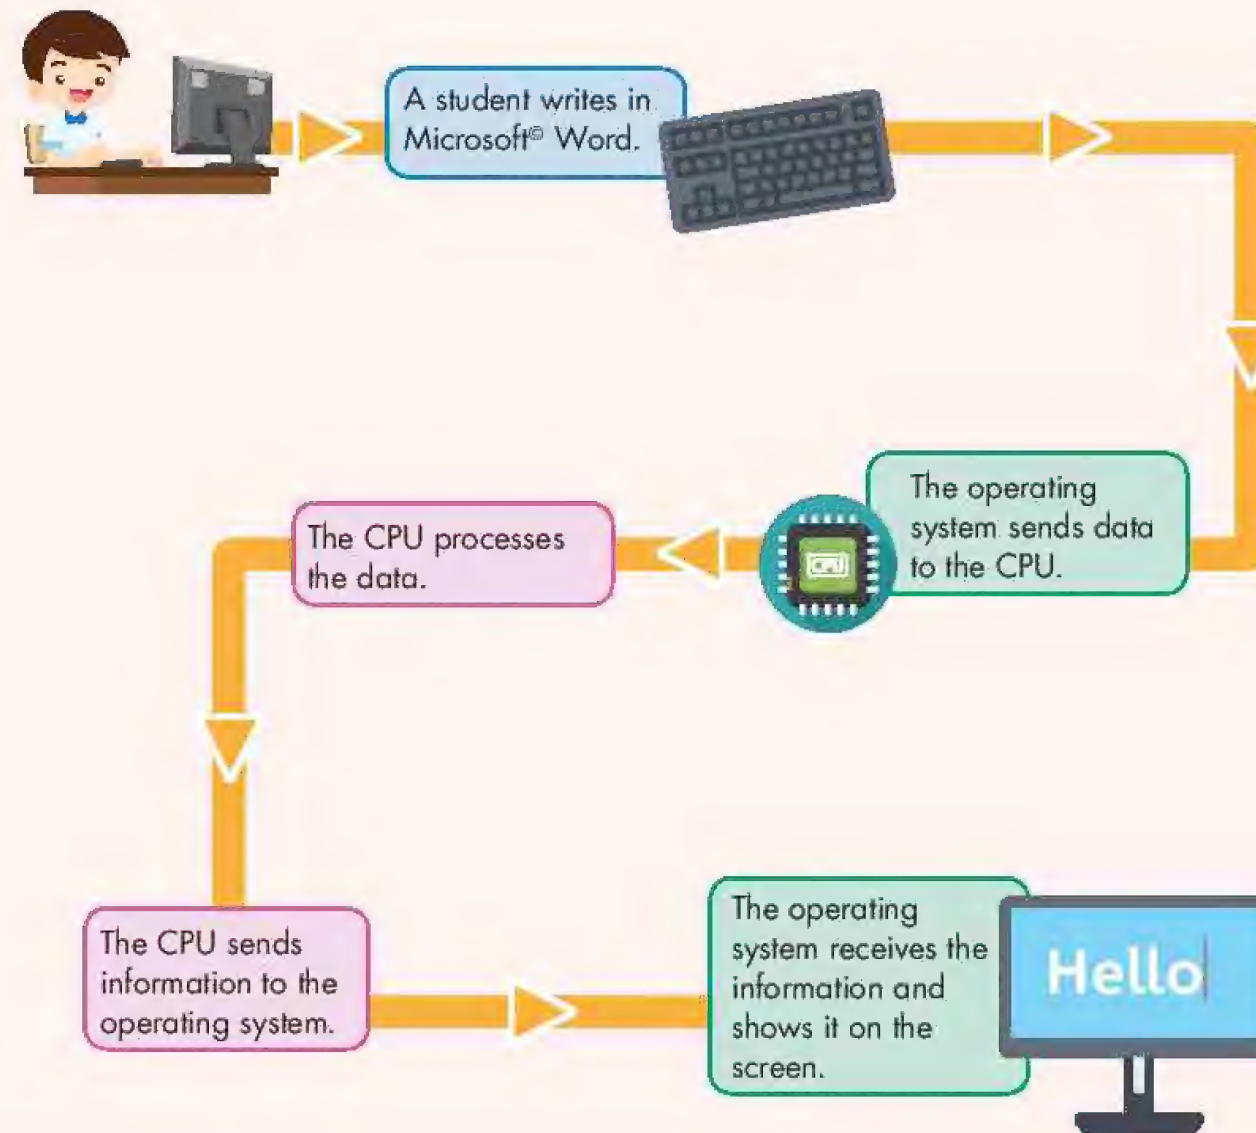 A student writes in
Microsoft© Word.
The operating
system sends data
to the CPU.
CPU
The CPU processes
the data.
The CPU sends
information to the
operating system.
The operating
system receives the
information and
shows it on the
screen.
Hello